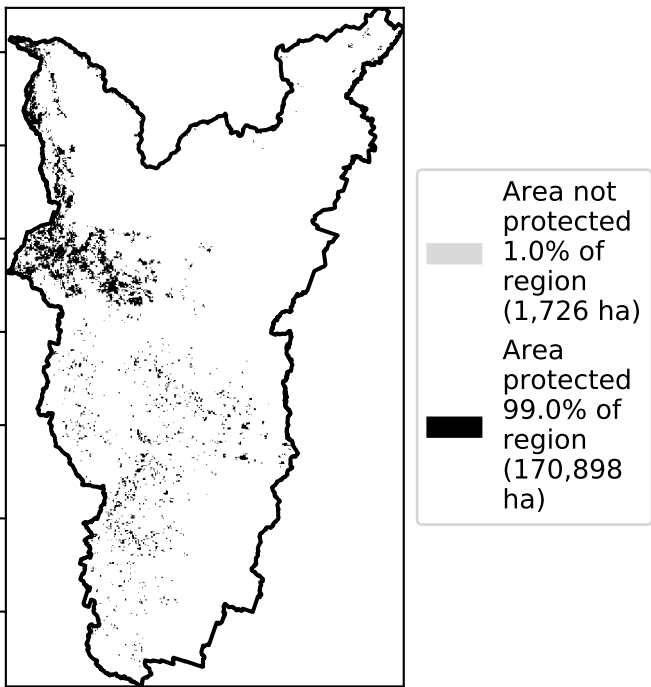 Area not
protected
1.0% of
region
(1,726 ha)
Area
protected
99.0% of
region
(170,898
ha)